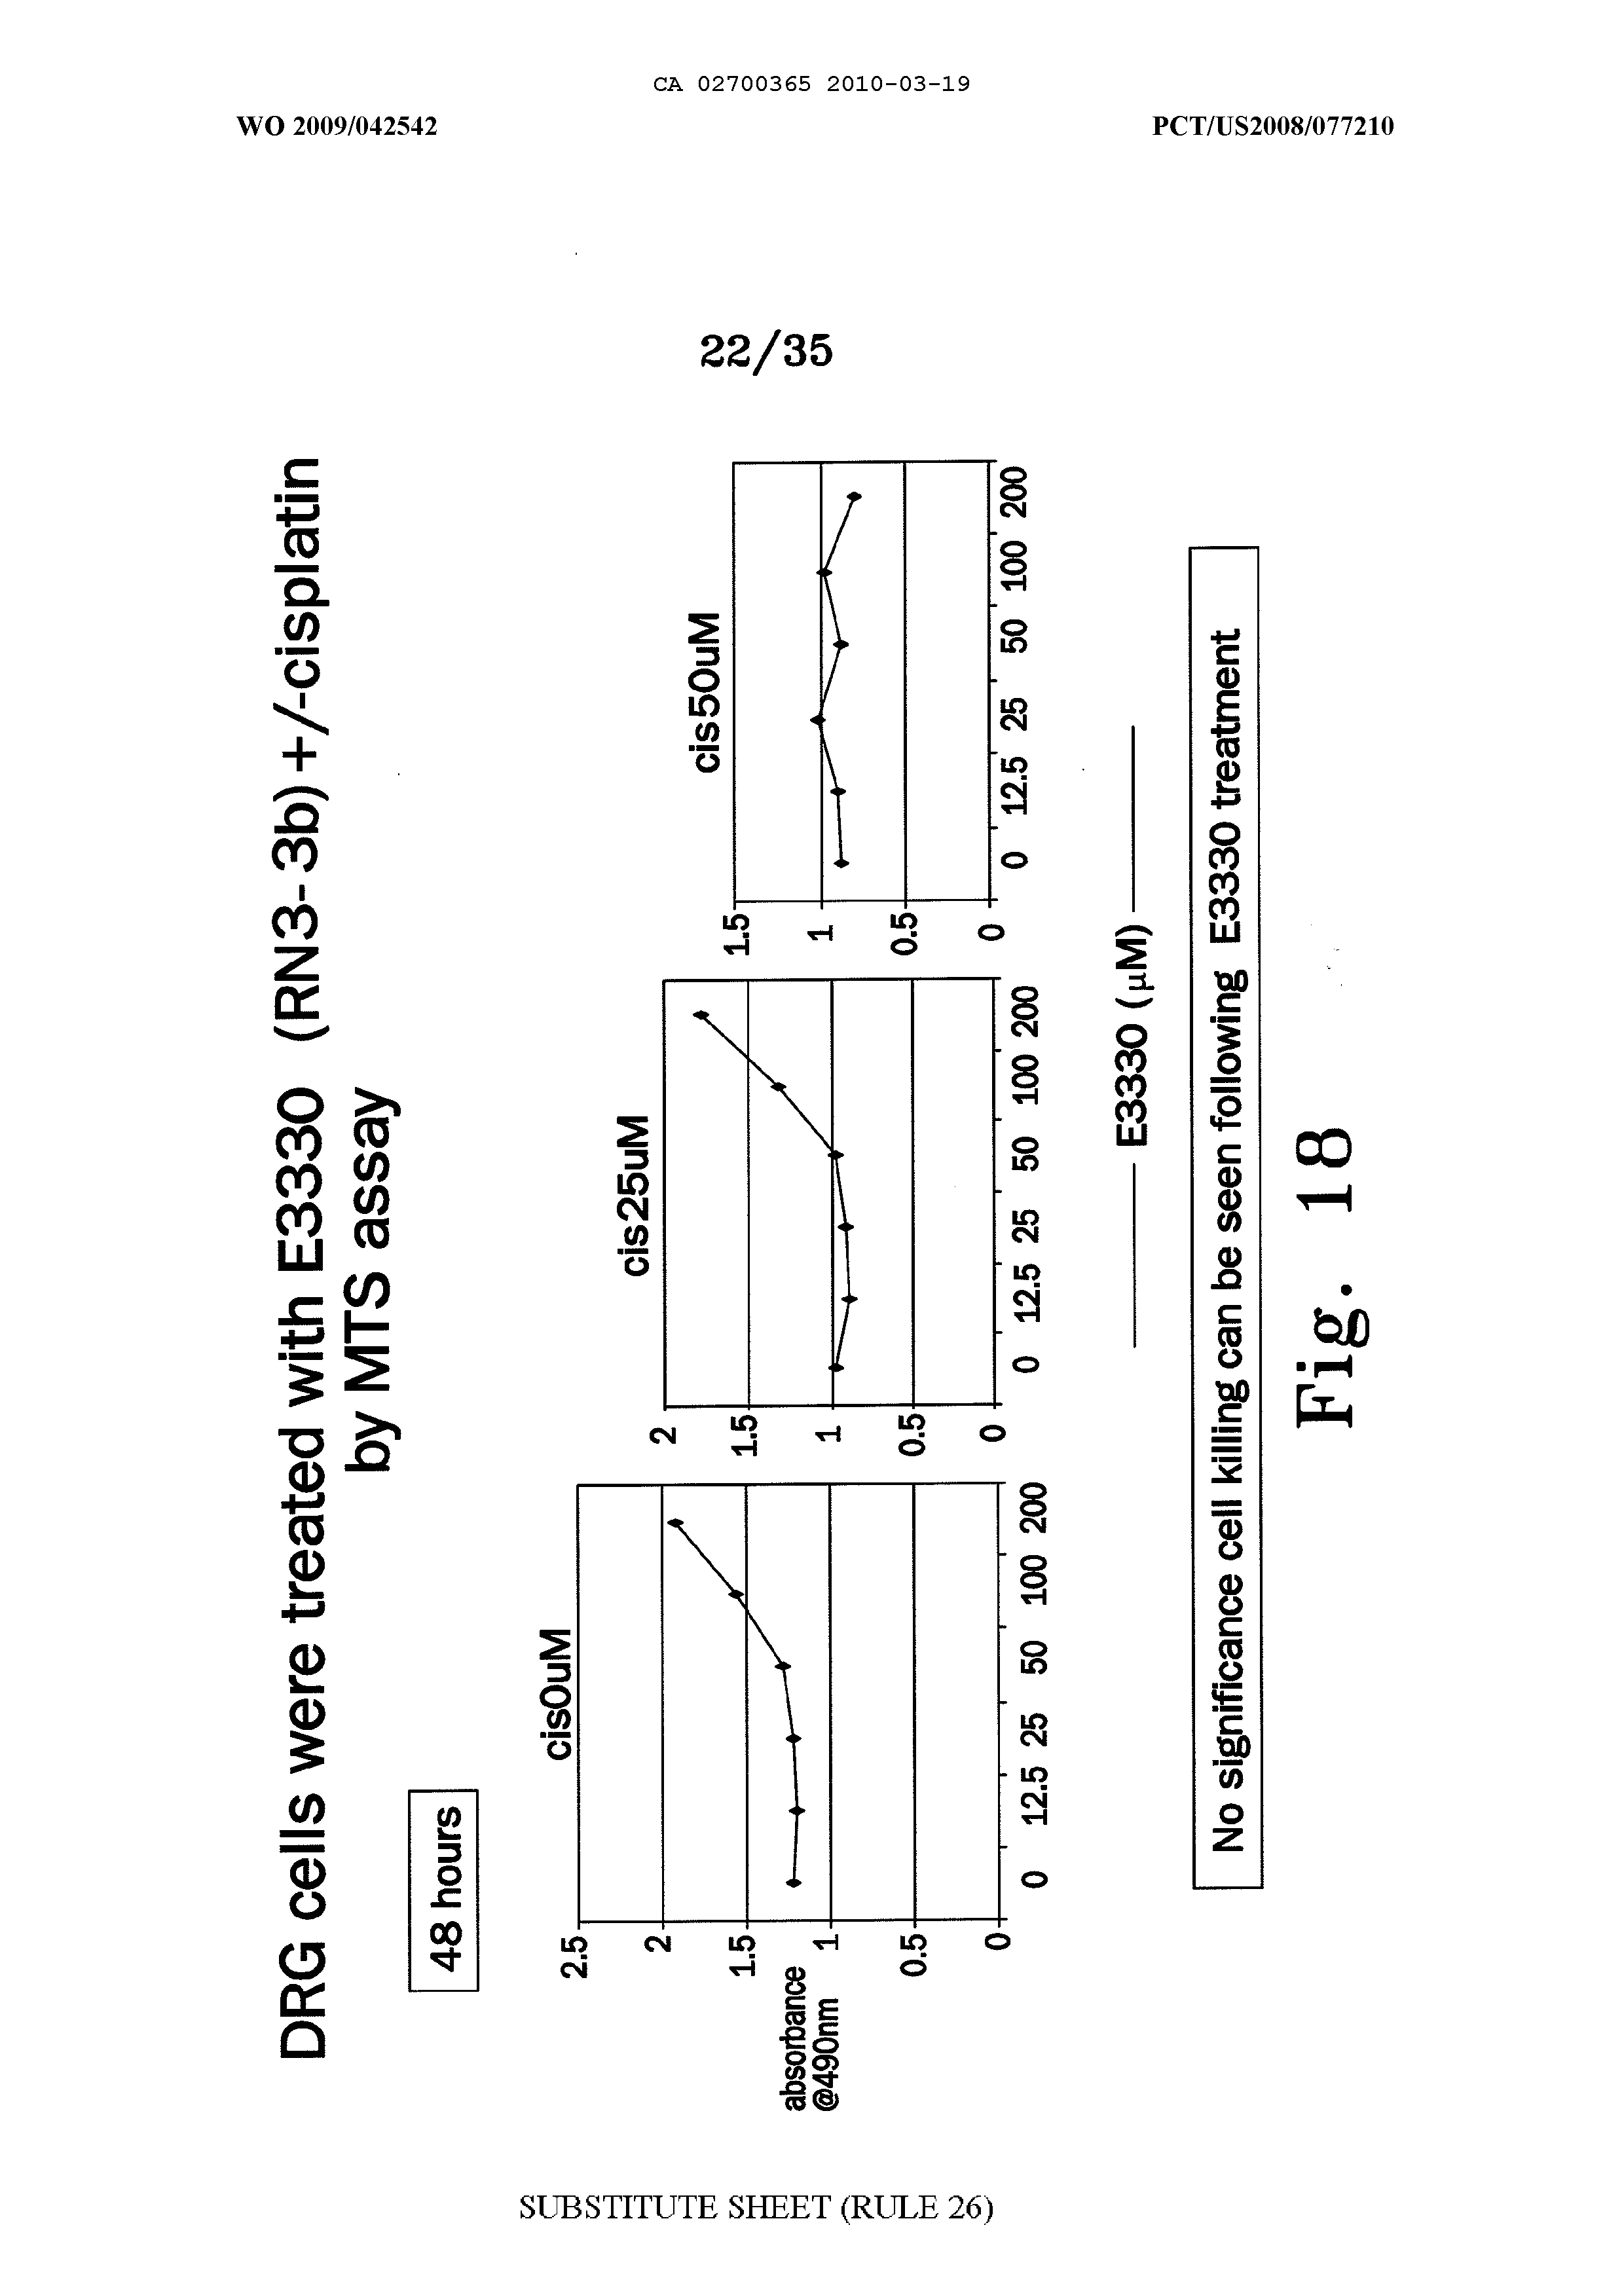 CA 02700365 2010-03-19
WO 2009/042542
PCT/US2008/077210
22/35
DRG cells were treated with E3330 (RN3-3b) +/-cisplatin
by MTS assay
48 hours
cis0uM
2.5
2
1.5
1
0.5
0
absorbance
@490nm
0 12.5 25 50 100 200
cis25uM
2
1.5
1
0.5
0
0 12.5 25 50 100 200
cis50uM
1.5
1
0.5
0
0 12.5 25 50 100 200
E3330 (μM)
No significance cell killing can be seen following E3330 treatment
Fig. 18
SUBSTITUTE SHEET (RULE 26)